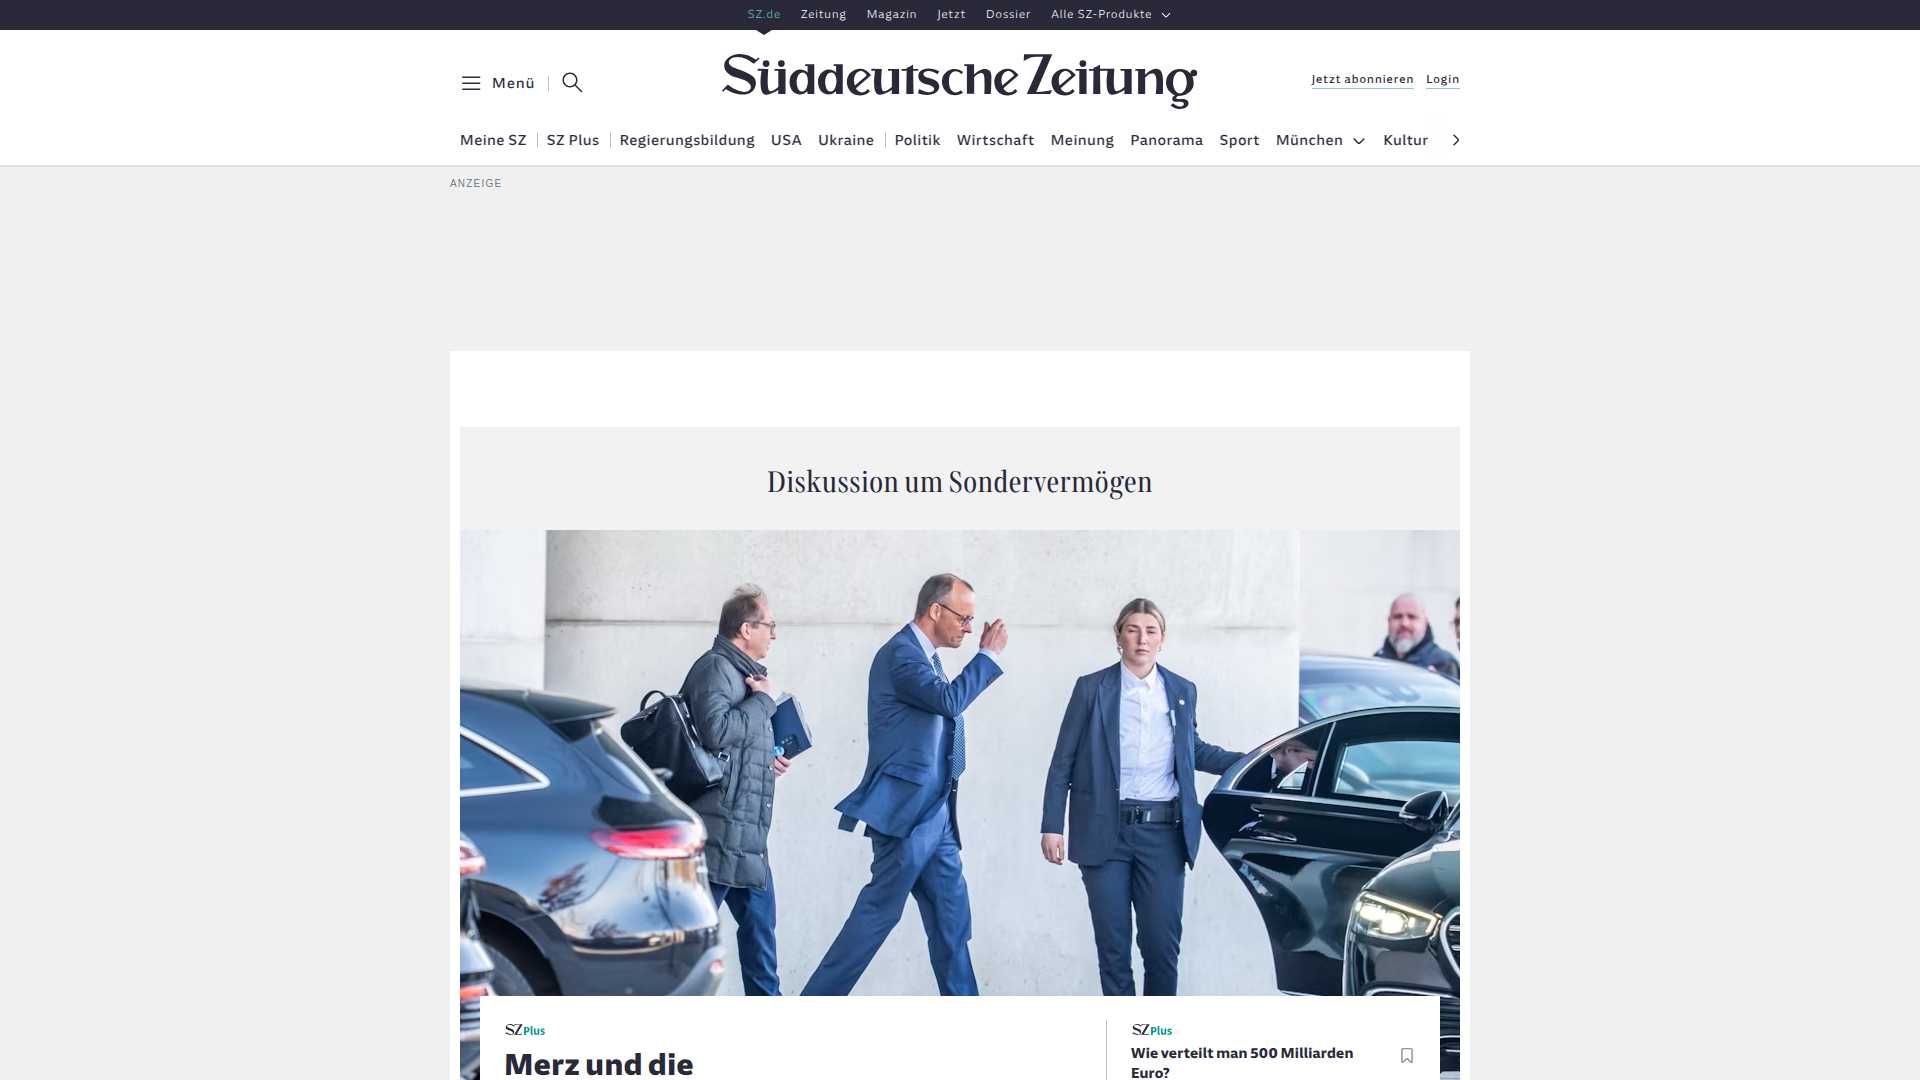 SZ.de Zeitung Magazin Jetzt Dossier Alle SZ-Produkte
Menü
Süddeutsche Zeitung
Jetzt abonnieren Login
Meine SZ SZ Plus Regierungsbildung USA Ukraine Politik Wirtschaft Meinung Panorama Sport München Kultur
ANZEIGE
Diskussion um Sondervermögen
SZ Plus
Merz und die
SZ Plus
Wie verteilt man 500 Milliarden
Euro?